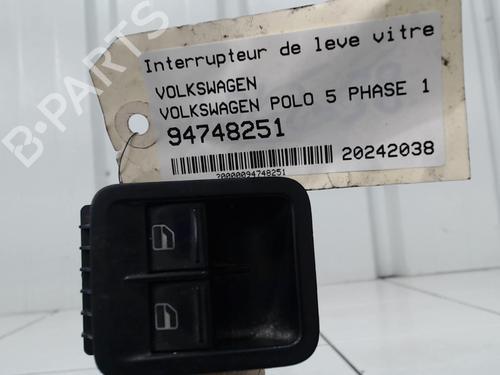 Interrupteur de leve vitre
VOLKSWAGEN
VOLKSWAGEN POLO 5 PHASE 1
94748251
20242038
20000094748251
B-PARTS